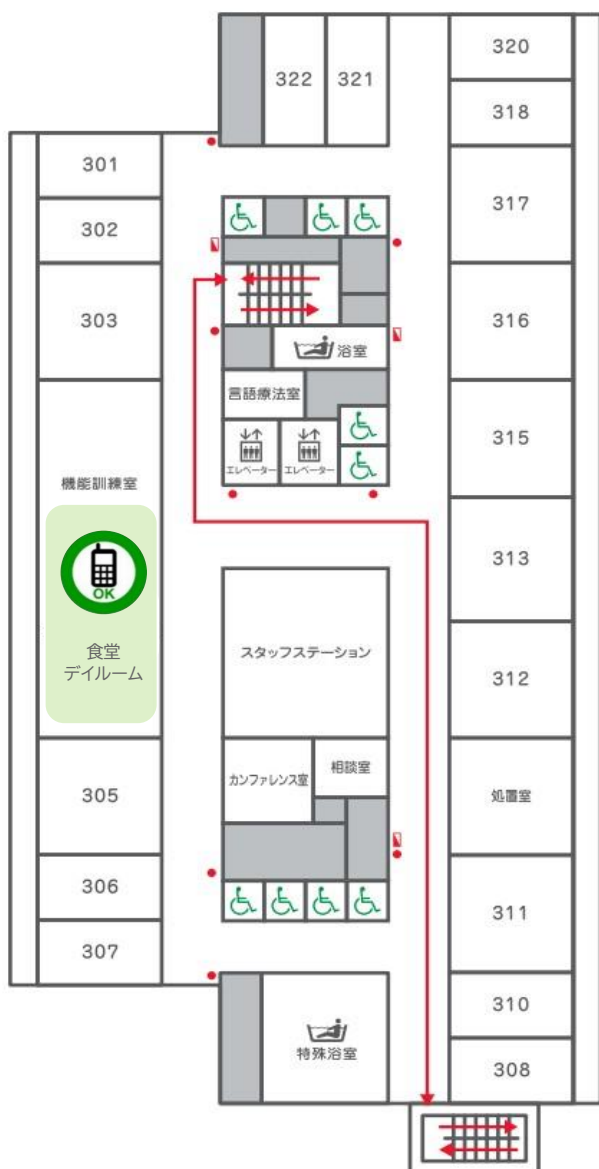 322
321
320
318
301
302
317
303
316
浴室
言語療法室
エレベーター
エレベーター
315
機能訓練室
OK
食堂
デイルーム
313
スタッフステーション
312
305
カンファレンス室
相談室
処置室
306
311
307
310
特殊浴室
308